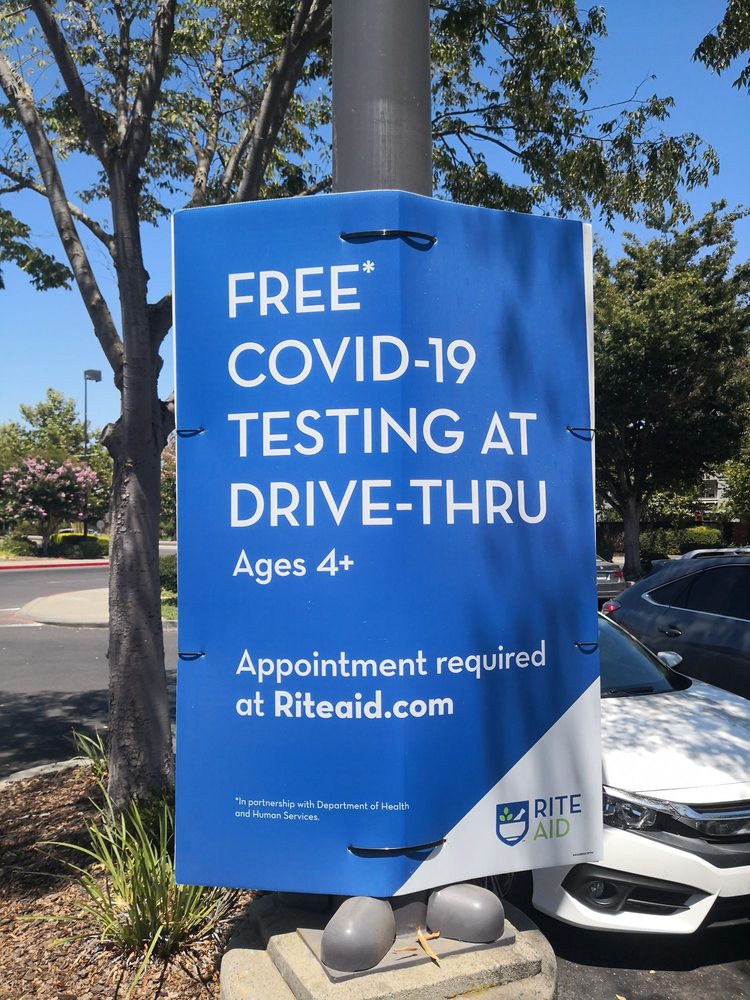 FREE*
COVID-19
TESTING AT
DRIVE-THRU
Ages 4+
Appointment required
at Riteaid.com
*In partnership with Department of Health
and Human Services.
RITE
AID